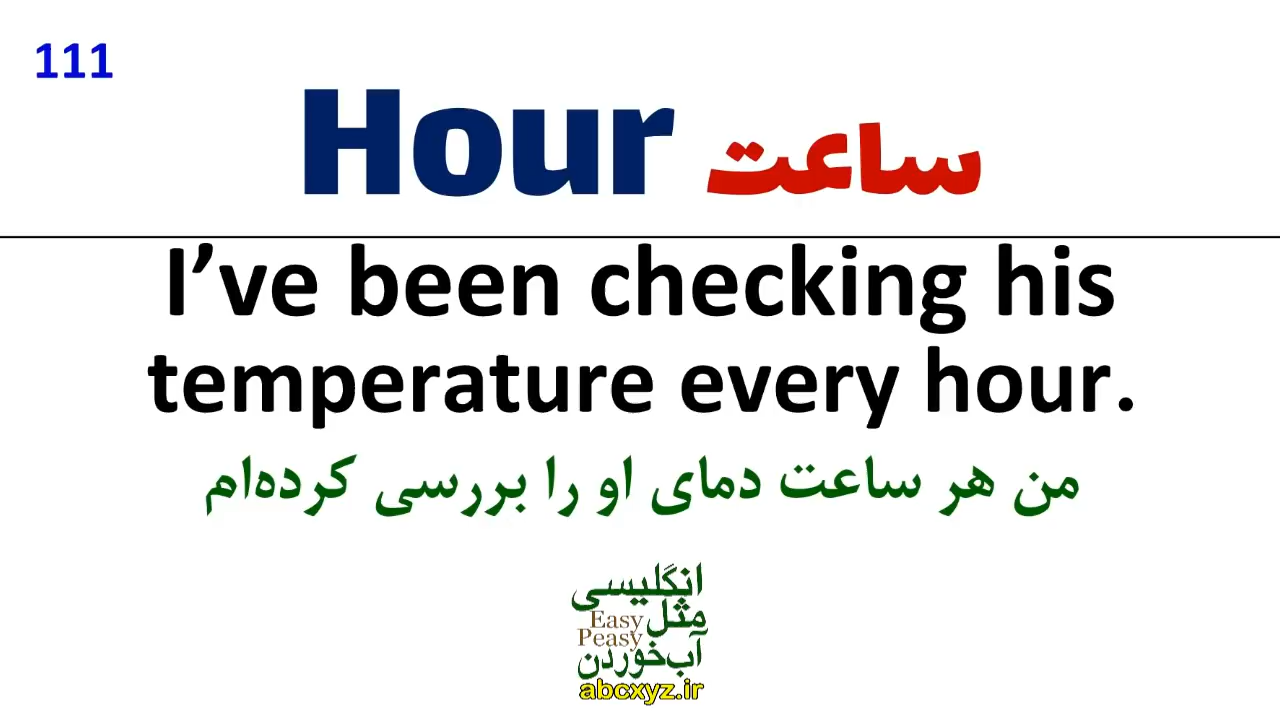 111
Hour ساعت
I’ve been checking his
temperature every hour.
من هر ساعت دمای او را بررسی کرده‌ام
انگلیسی
مثل Easy
Peasy
آب‌خوردن
abcxyz.ir